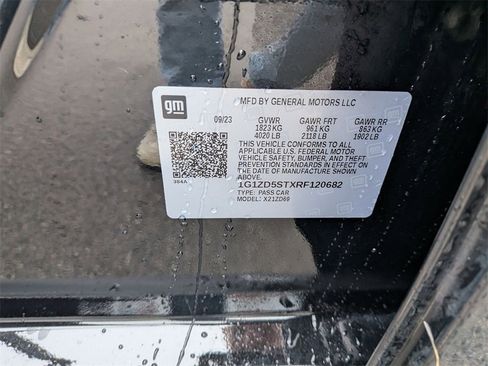 gm
MFD BY GENERAL MOTORS LLC
09/23 GVWR GAWR FRT GAWR RR
1823 KG 961 KG 863 KG
4020 LB 2118 LB 1902 LB
THIS VEHICLE CONFORMS TO ALL
APPLICABLE U.S. FEDERAL MOTOR
VEHICLE SAFETY, BUMPER, AND THEFT
PREVENTION STANDARDS IN EFFECT ON
THE DATE OF MANUFACTURE SHOWN
ABOVE.
384A
1G1ZD5STXRF120682
TYPE: PASS CAR
MODEL: X21ZD69